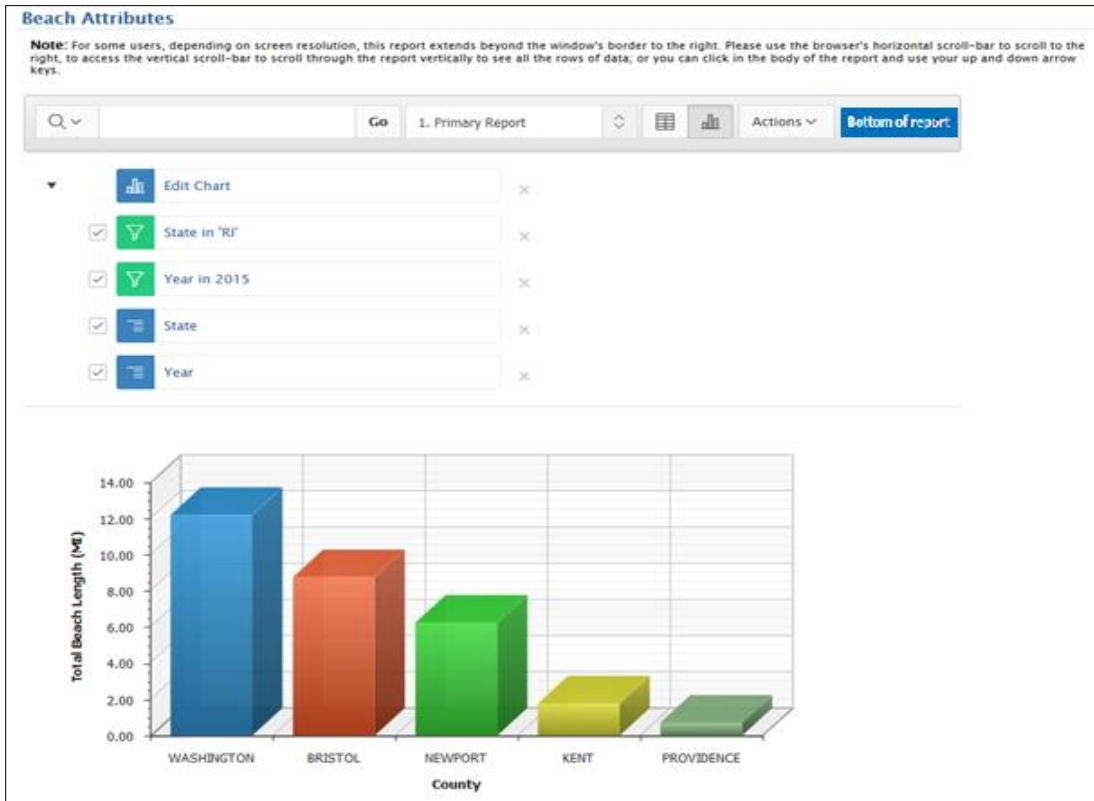 Beach Attributes
Note: For some users, depending on screen resolution, this report extends beyond the window's border to the right. Please use the browser's horizontal scroll-bar to scroll to the
right, to access the vertical scroll-bar to scroll through the report vertically to see all the rows of data; or you can click in the body of the report and use your up and down arrow
keys.
Go 1. Primary Report Actions Bottom of report
Edit Chart
State in 'RI'
Year in 2015
State
Year
Total Beach Length (MI)
14.00
12.00
10.00
8.00
6.00
4.00
2.00
0.00
WASHINGTON BRISTOL NEWPORT KENT PROVIDENCE
County